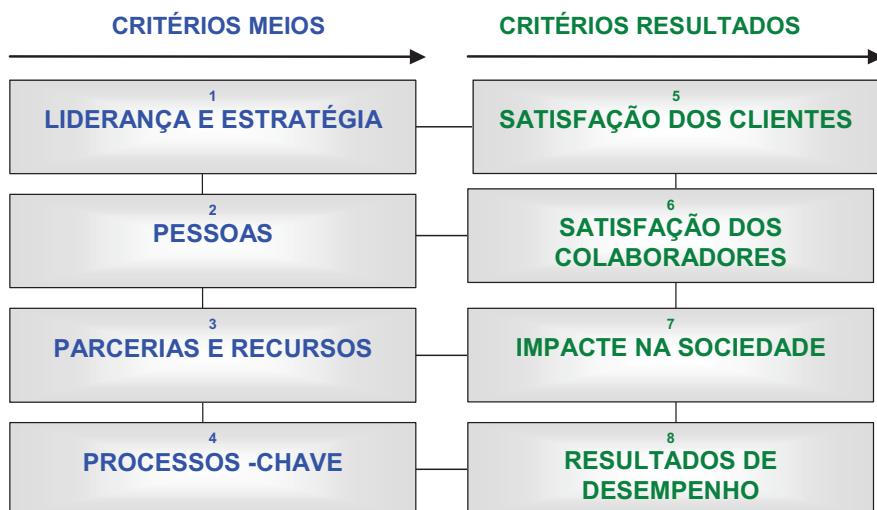 CRITÉRIOS MEIOS
CRITÉRIOS RESULTADOS
1
LIDERANÇA E ESTRATÉGIA
5
SATISFAÇÃO DOS CLIENTES
2
PESSOAS
6
SATISFAÇÃO DOS
COLABORADORES
3
PARCERIAS E RECURSOS
7
IMPACTE NA SOCIEDADE
4
PROCESSOS -CHAVE
8
RESULTADOS DE
DESEMPENHO